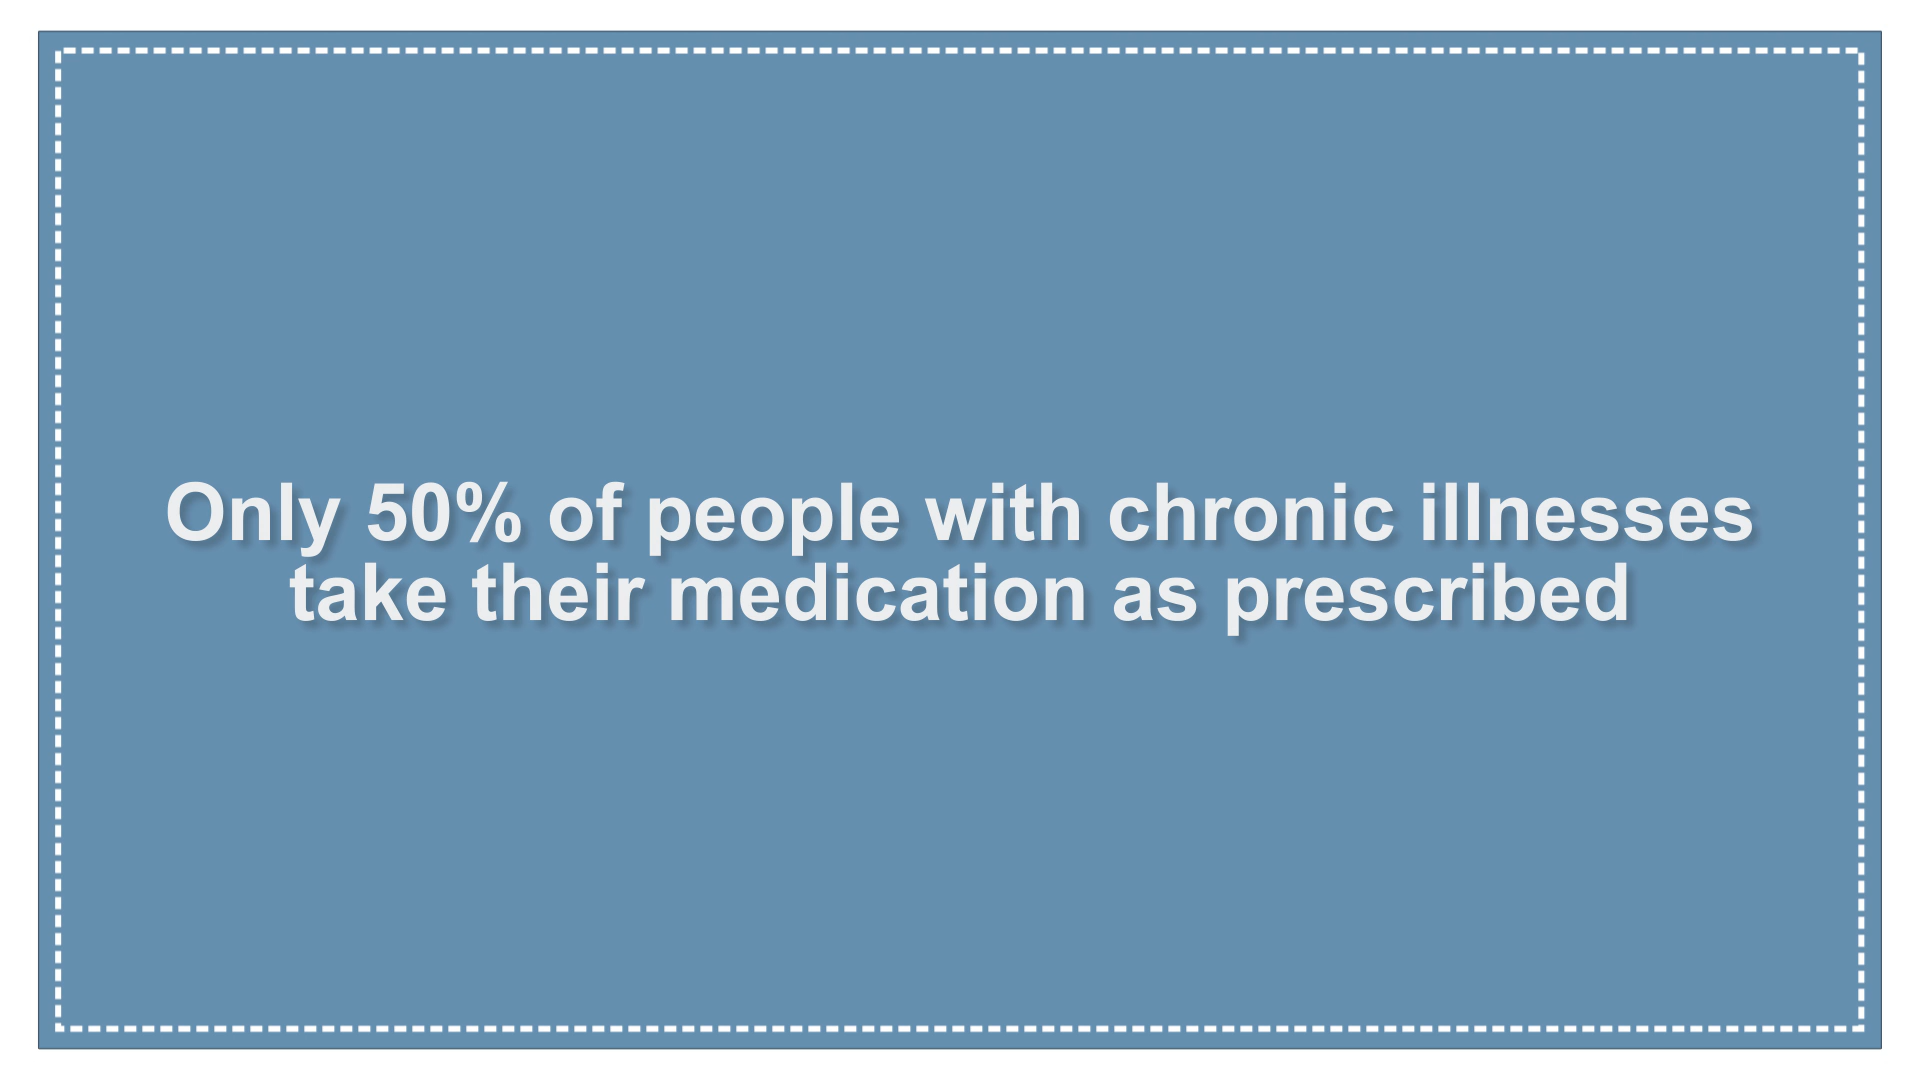 Only 50% of people with chronic illnesses
take their medication as prescribed